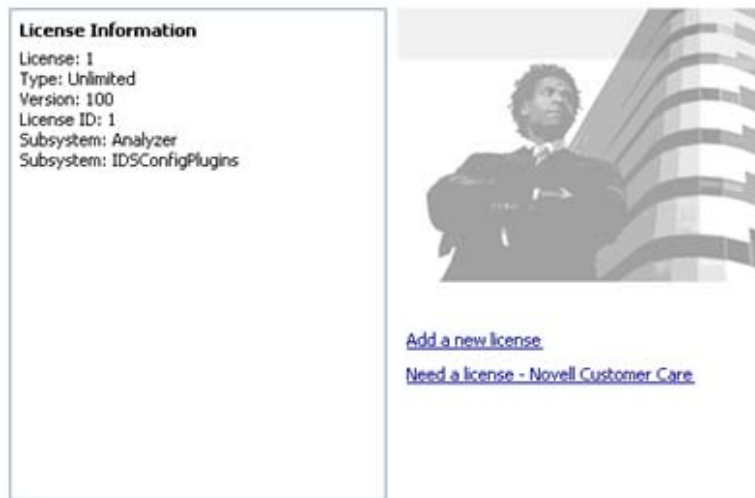 License Information
License: 1
Type: Unlimited
Version: 100
License ID: 1
Subsystem: Analyzer
Subsystem: IDSConfigPlugins
Add a new license
Need a license - Novell Customer Care